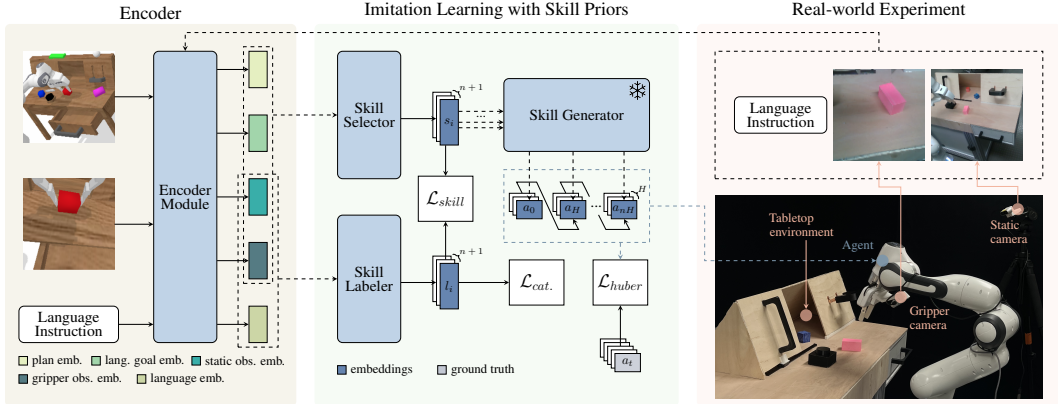 Encoder
Imitation Learning with Skill Priors
Real-world Experiment
Encoder
Module
Language
Instruction
plan emb.
lang. goal emb.
static obs. emb.
gripper obs. emb.
language emb.
Skill
Selector
n + 1
s_i
...
Skill Generator
L_skill
a_0
a_H
...
a_nH
H
Skill
Labeler
n + 1
l_i
L_cat.
L_huber
a_t
embeddings
ground truth
Language
Instruction
Tabletop
environment
Agent
Static
camera
Gripper
camera